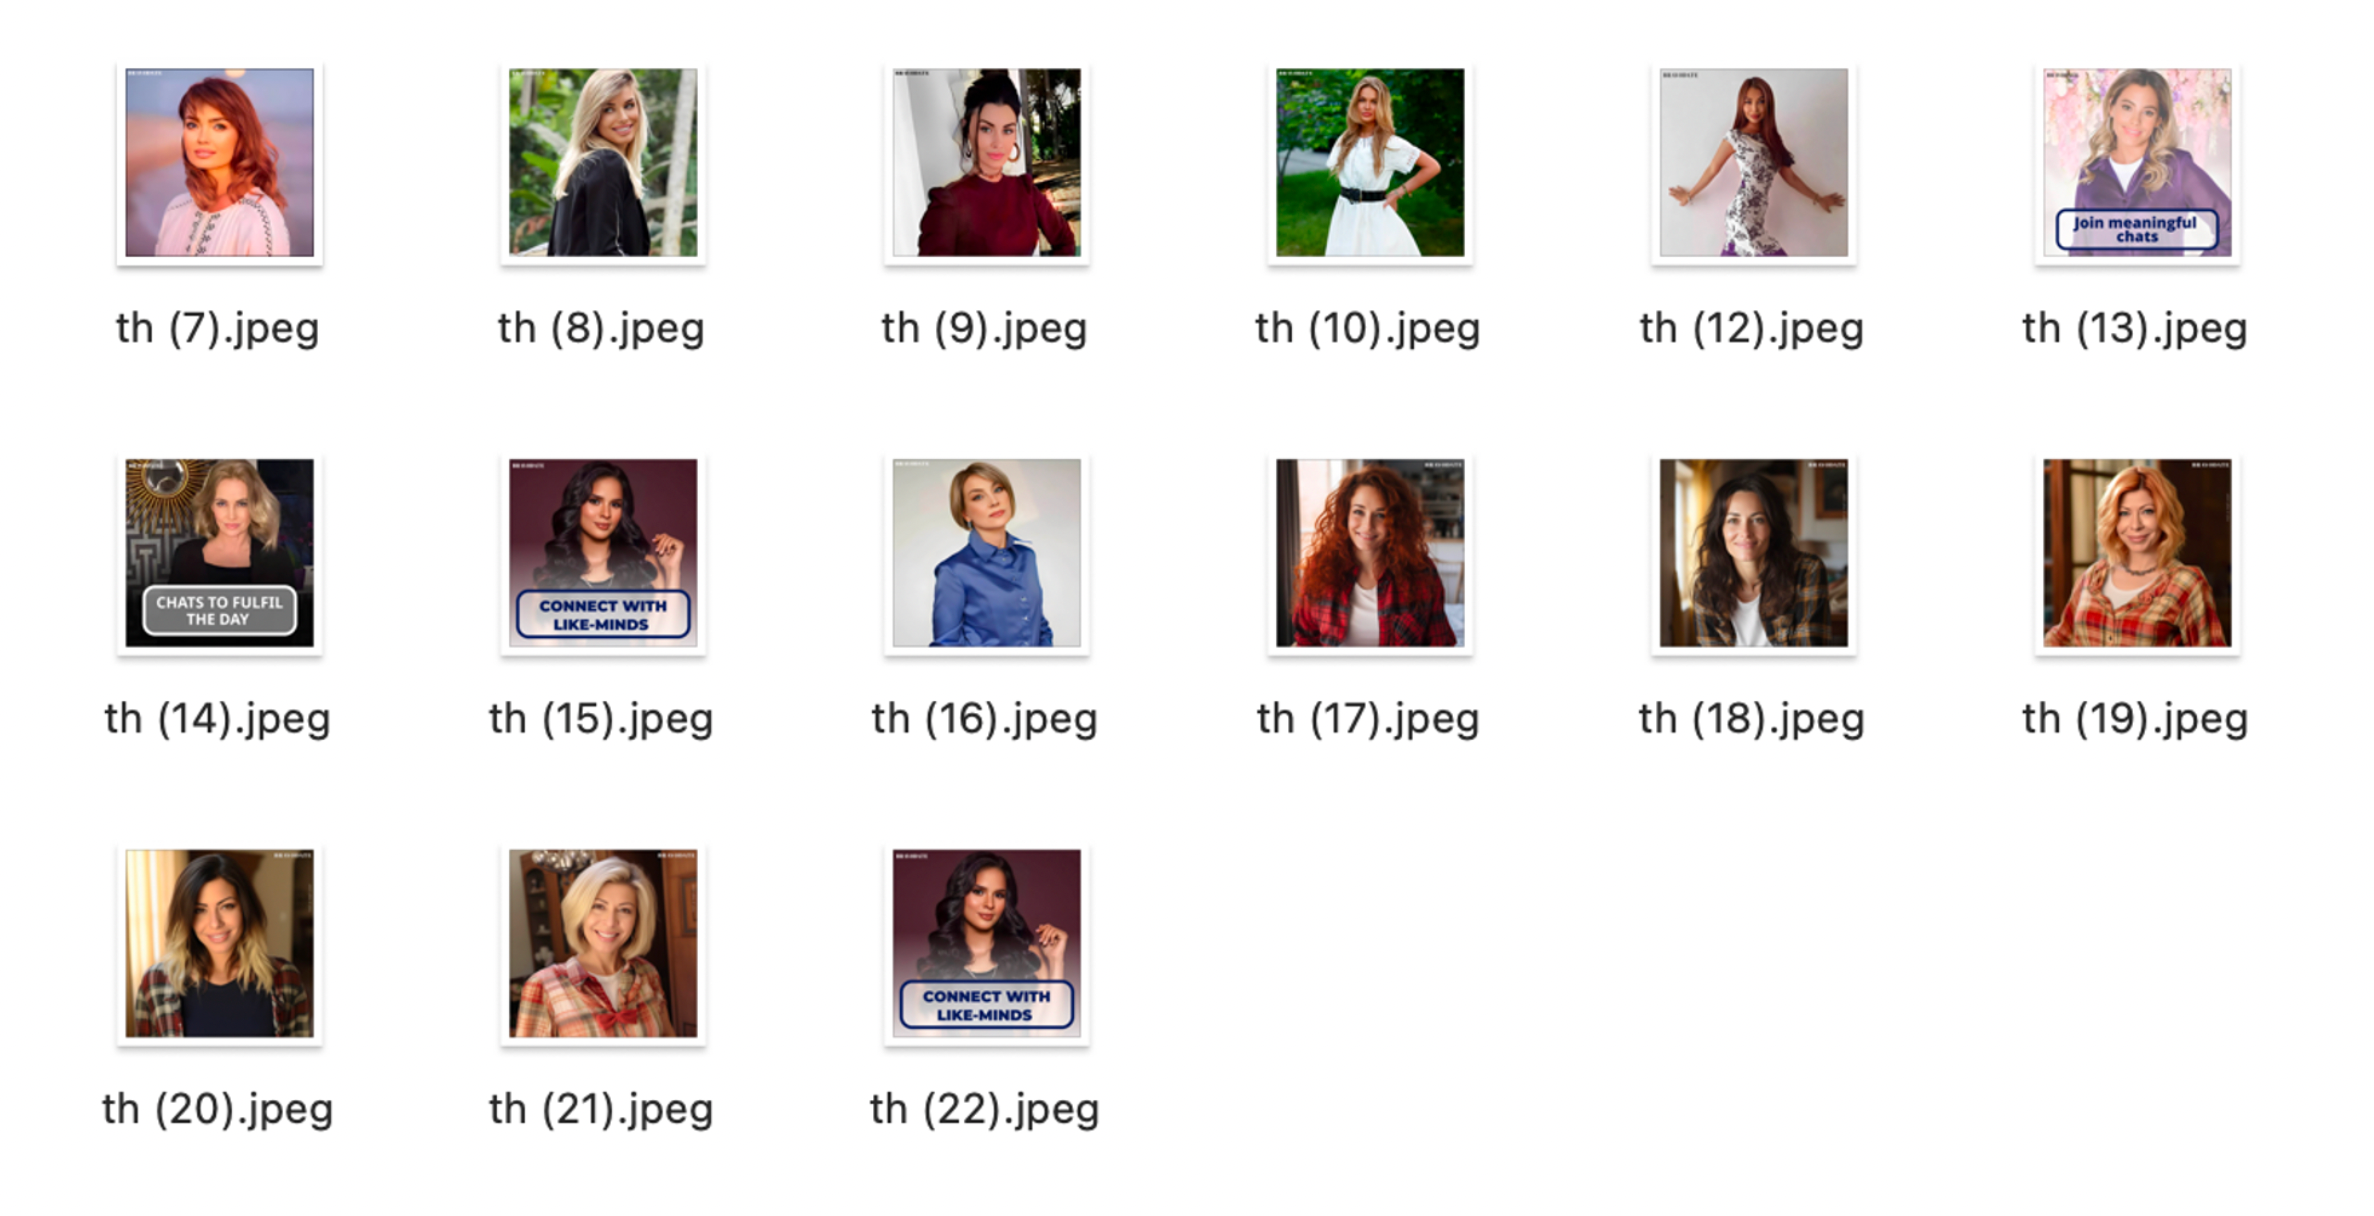 th (7).jpeg
th (8).jpeg
th (9).jpeg
th (10).jpeg
th (12).jpeg
Join meaningful
chats
th (13).jpeg
CHATS TO FULFIL
THE DAY
th (14).jpeg
CONNECT WITH
LIKE-MINDS
th (15).jpeg
th (16).jpeg
th (17).jpeg
th (18).jpeg
th (19).jpeg
th (20).jpeg
th (21).jpeg
CONNECT WITH
LIKE-MINDS
th (22).jpeg